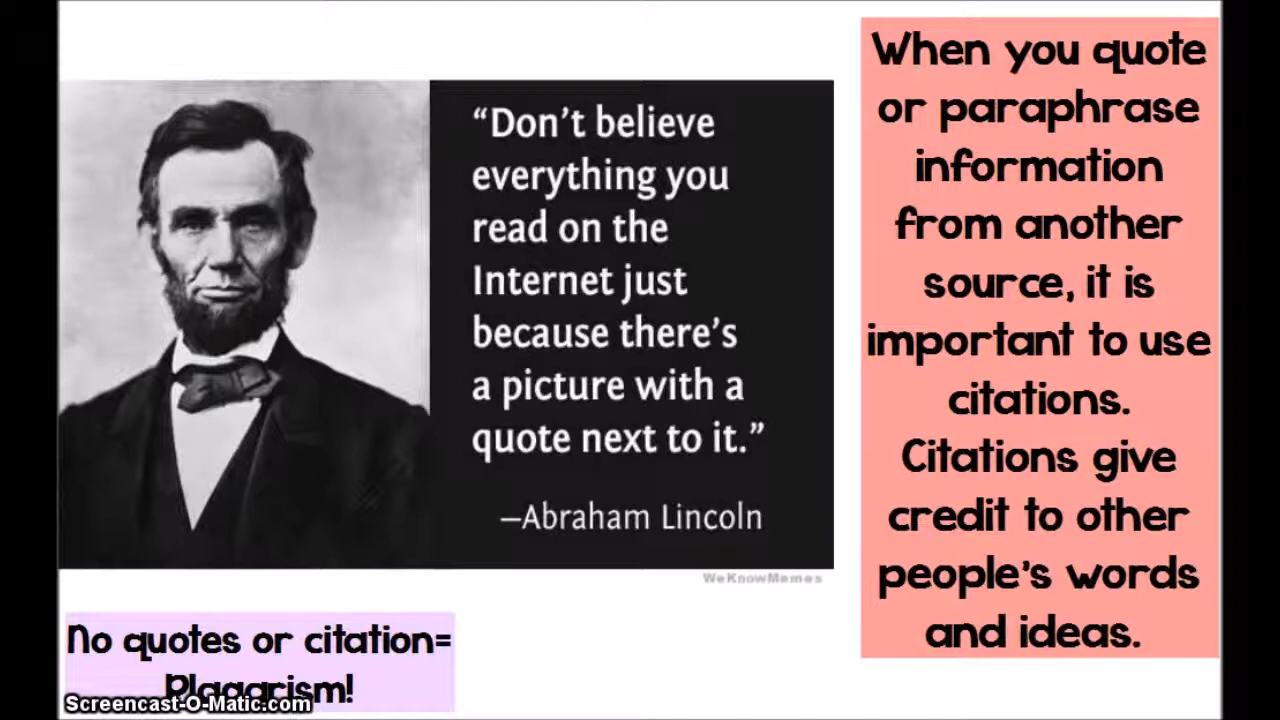 “Don’t believe
everything you
read on the
Internet just
because there’s
a picture with a
quote next to it.”
—Abraham Lincoln
WeKnowMemes
When you quote
or paraphrase
information
from another
source, it is
important to use
citations.
Citations give
credit to other
people’s words
and ideas.
No quotes or citation=
Plagarism!
Screencast-O-Matic.com